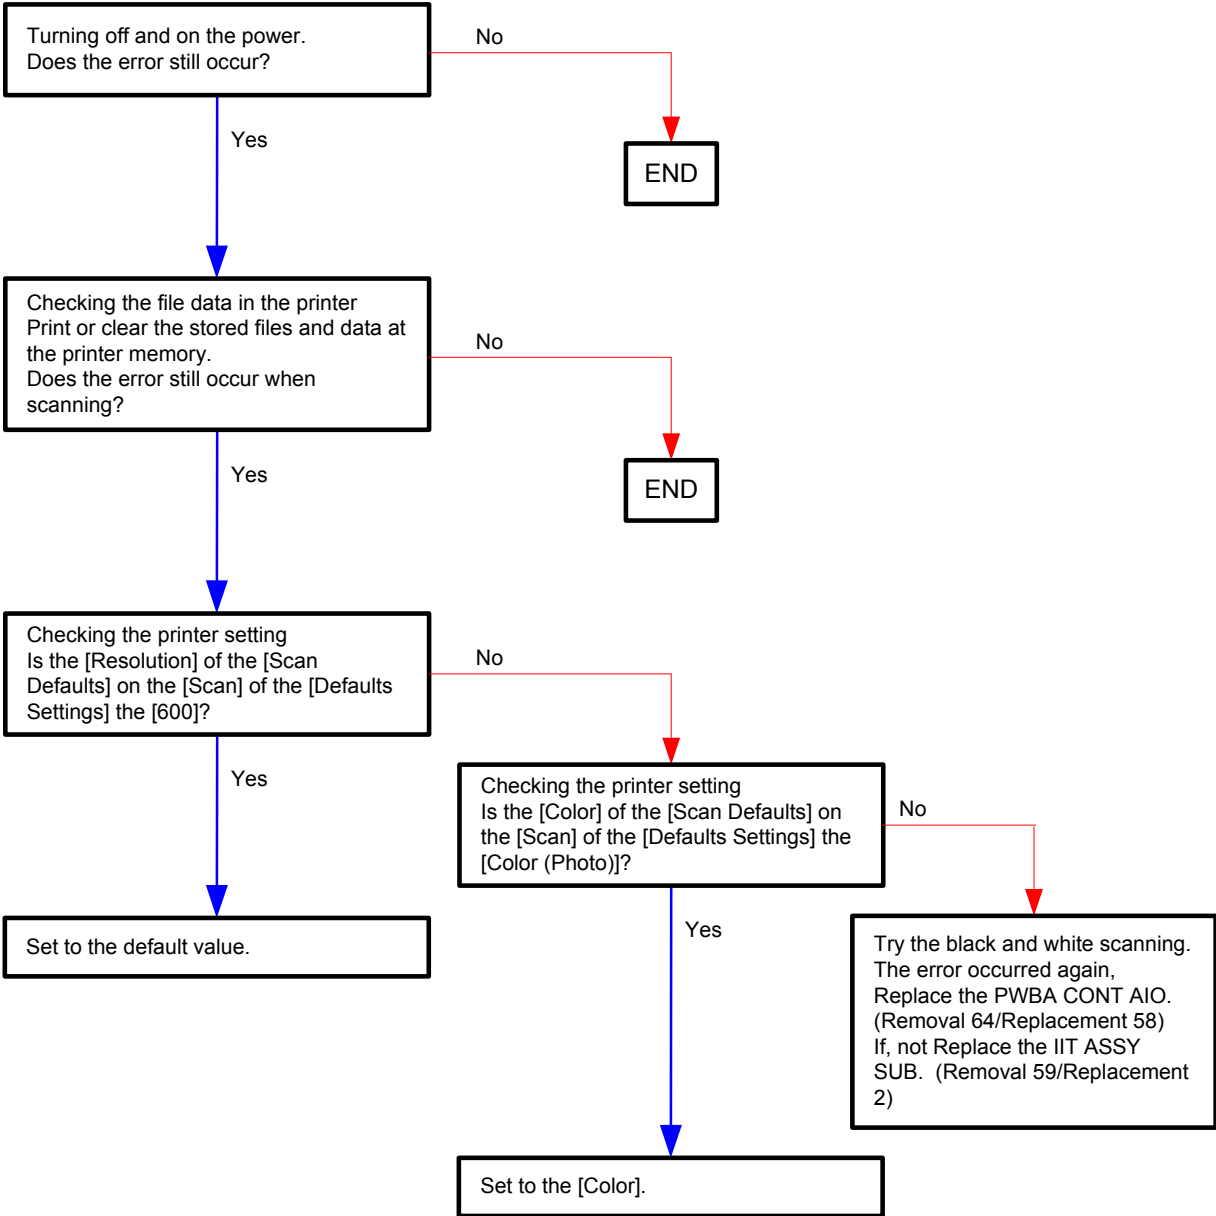 Turning off and on the power.
Does the error still occur?
No
Yes
END
Checking the file data in the printer
Print or clear the stored files and data at
the printer memory.
Does the error still occur when
scanning?
No
Yes
END
Checking the printer setting
Is the [Resolution] of the [Scan
Defaults] on the [Scan] of the [Defaults
Settings] the [600]?
No
Yes
Checking the printer setting
Is the [Color] of the [Scan Defaults] on
the [Scan] of the [Defaults Settings] the
[Color (Photo)]?
No
Yes
Set to the default value.
Try the black and white scanning.
The error occurred again,
Replace the PWBA CONT AIO.
(Removal 64/Replacement 58)
If, not Replace the IIT ASSY
SUB.  (Removal 59/Replacement
2)
Set to the [Color].